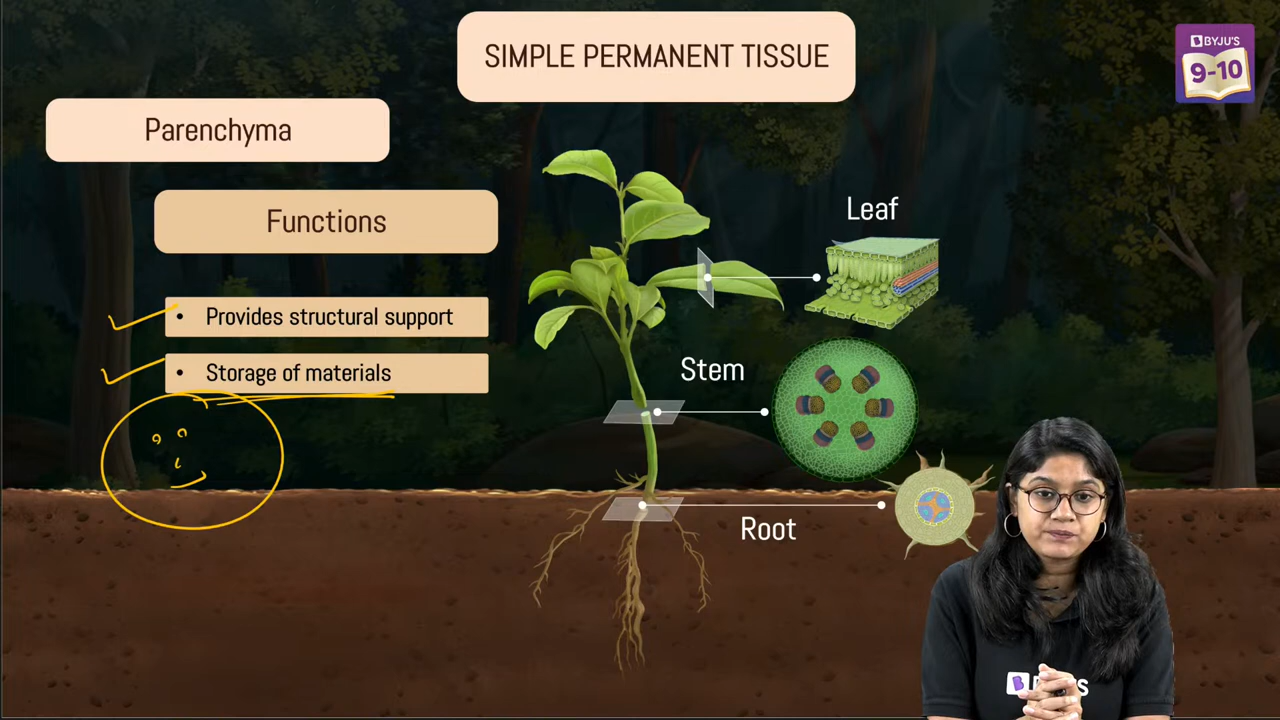 SIMPLE PERMANENT TISSUE
BYJU'S
9-10
Parenchyma
Functions
Leaf
• Provides structural support
Stem
• Storage of materials
Root